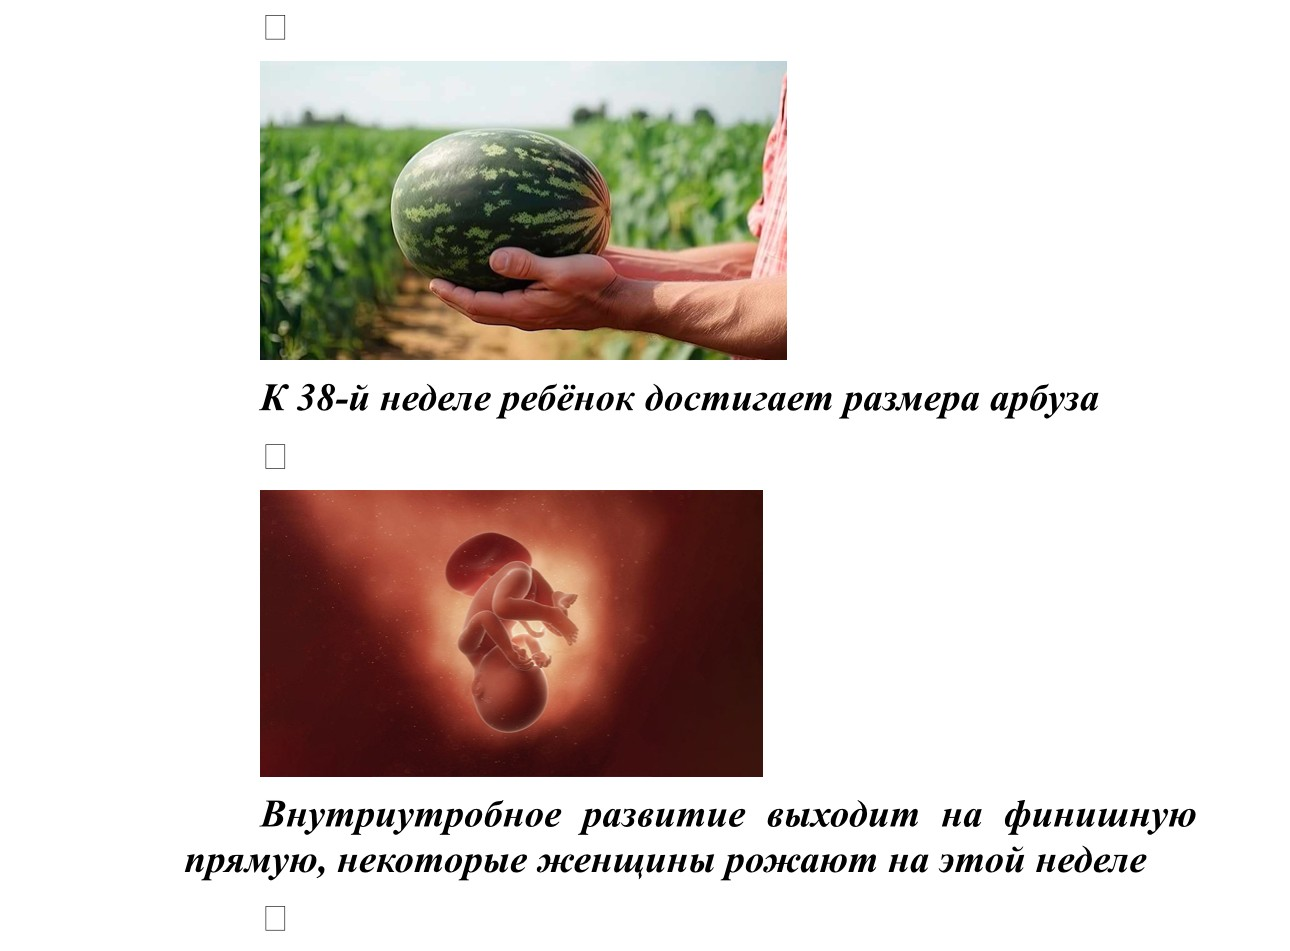 К 38-й неделе ребёнок достигает размера арбуза
Внутриутробное развитие выходит на финишную
прямую, некоторые женщины рожают на этой неделе